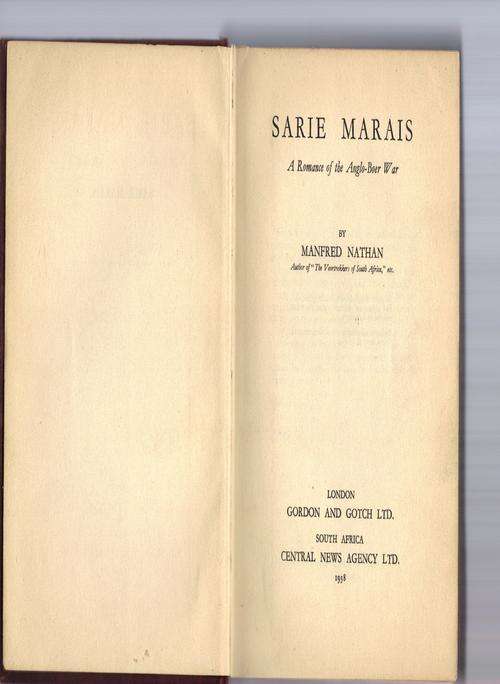 SARIE MARAIS
A Romance of the Anglo-Boer War
BY
MANFRED NATHAN
Author of "The Voortrekkers of South Africa," etc.
LONDON
GORDON AND GOTCH LTD.
SOUTH AFRICA
CENTRAL NEWS AGENCY LTD.
1938